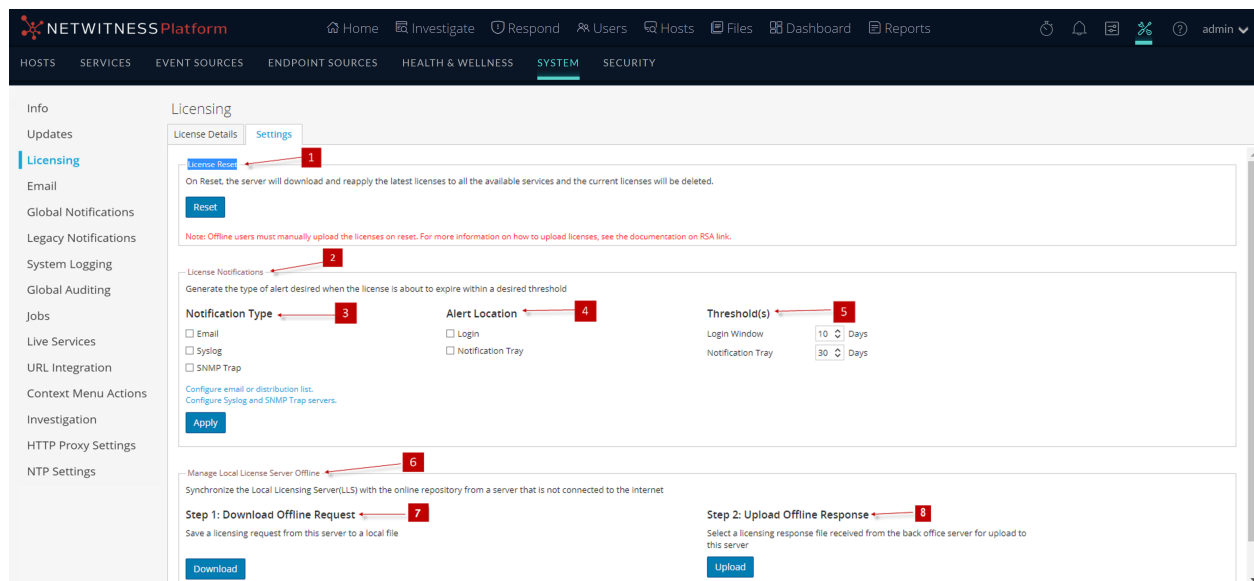 NETWITNESS Platform
Home Investigate Respond Users Hosts Files Dashboard Reports
admin
HOSTS SERVICES EVENT SOURCES ENDPOINT SOURCES HEALTH & WELLNESS SYSTEM SECURITY
Info
Updates
Licensing
Email
Global Notifications
Legacy Notifications
System Logging
Global Auditing
Jobs
Live Services
URL Integration
Context Menu Actions
Investigation
HTTP Proxy Settings
NTP Settings
Licensing
License Details Settings
License Reset 1
On Reset, the server will download and reapply the latest licenses to all the available services and the current licenses will be deleted.
Reset
Note: Offline users must manually upload the licenses on reset. For more information on how to upload licenses, see the documentation on RSA link.
License Notifications 2
Generate the type of alert desired when the license is about to expire within a desired threshold
Notification Type 3
Email
Syslog
SNMP Trap
Configure email or distribution list.
Configure Syslog and SNMP Trap servers.
Apply
Alert Location 4
Login
Notification Tray
Threshold(s) 5
Login Window 10 Days
Notification Tray 30 Days
Manage Local License Server Offline 6
Synchronize the Local Licensing Server(LLS) with the online repository from a server that is not connected to the internet
Step 1: Download Offline Request 7
Save a licensing request from this server to a local file
Download
Step 2: Upload Offline Response 8
Select a licensing response file received from the back office server for upload to
this server
Upload